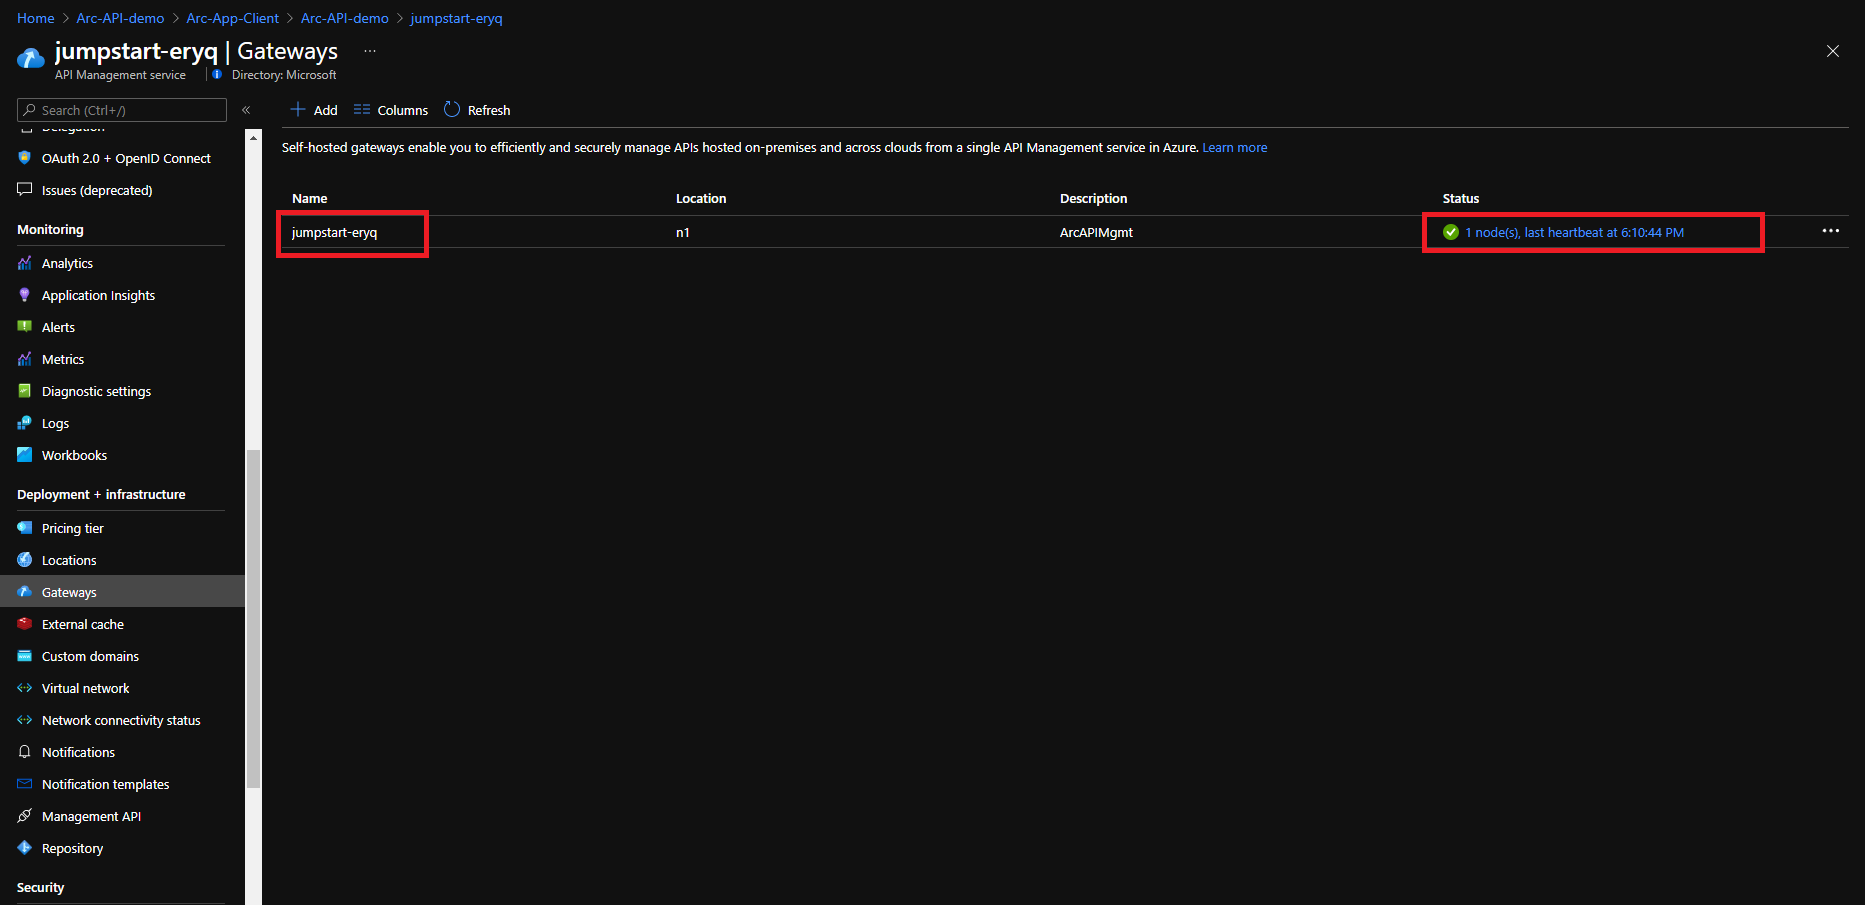 Home > Arc-API-demo > Arc-App-Client > Arc-API-demo > jumpstart-eryq
jumpstart-eryq | Gateways ...
API Management service
Directory: Microsoft
Search (Ctrl+/)
«
Add
Columns
Refresh
Delegation
OAuth 2.0 + OpenID Connect
Issues (deprecated)
Monitoring
Analytics
Application Insights
Alerts
Metrics
Diagnostic settings
Logs
Workbooks
Deployment + infrastructure
Pricing tier
Locations
Gateways
External cache
Custom domains
Virtual network
Network connectivity status
Notifications
Notification templates
Management API
Repository
Security
Self-hosted gateways enable you to efficiently and securely manage APIs hosted on-premises and across clouds from a single API Management service in Azure. Learn more
Name Location Description Status
jumpstart-eryq n1 ArcAPIMgmt 1 node(s), last heartbeat at 6:10:44 PM ...